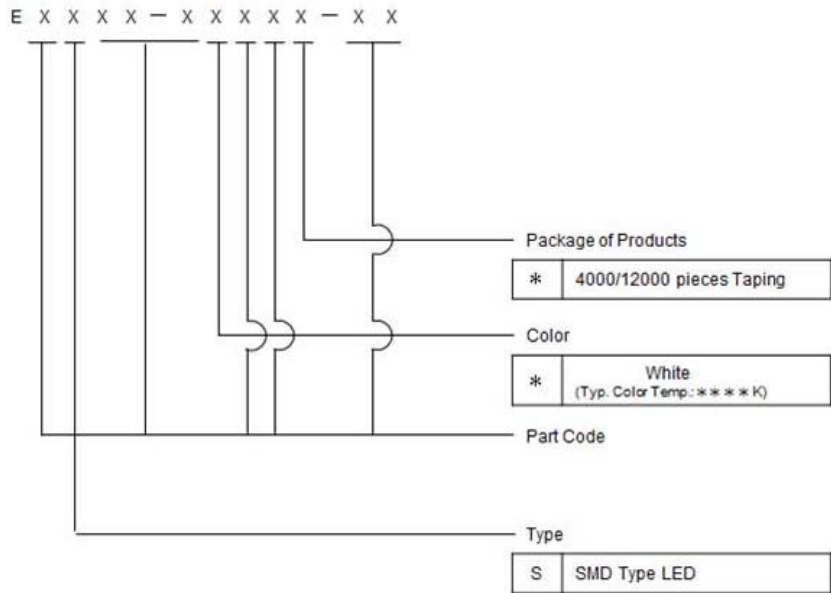 E X X X X - X X X X X - X X
Package of Products
* 4000/12000 pieces Taping
Color
* White
(Typ. Color Temp.: * * * * K)
Part Code
Type
S SMD Type LED